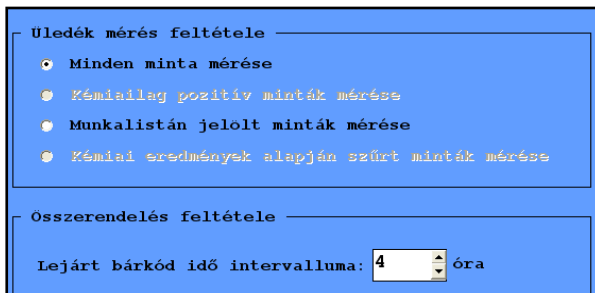 Üledék mérés feltétele
Minden minta mérése
Kémiailag pozitív minták mérése
Munkalistán jelölt minták mérése
Kémiai eredmények alapján szűrt minták mérése
Összerendelés feltétele
Lejárt bárkód idő intervalluma: 4 óra